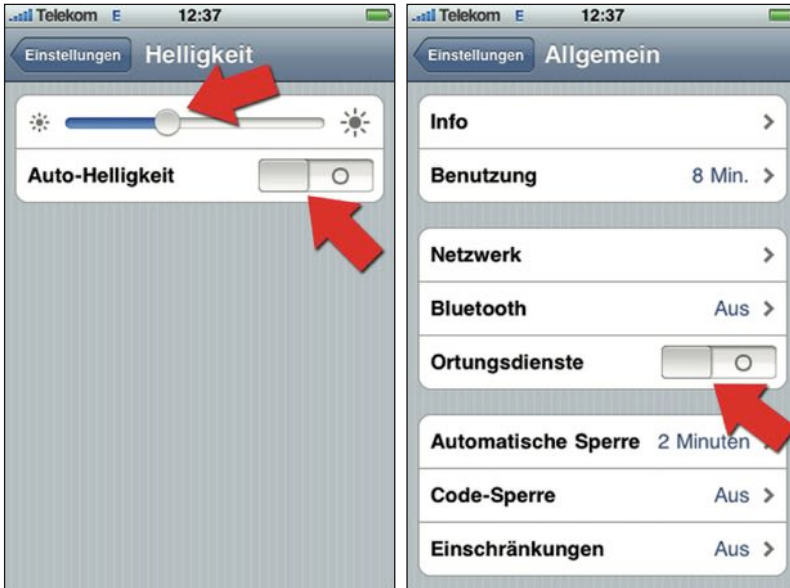 Telekom E 12:37
Einstellungen Helligkeit
Auto-Helligkeit
Telekom E 12:37
Einstellungen Allgemein
Info
Benutzung 8 Min.
Netzwerk
Bluetooth Aus
Ortungsdienste
Automatische Sperre 2 Minuten
Code-Sperre Aus
Einschränkungen Aus